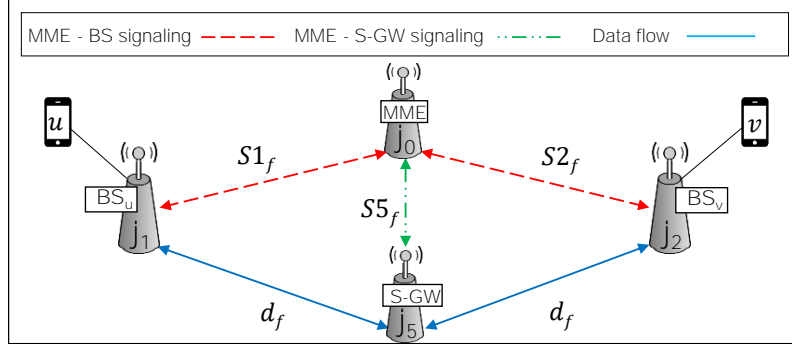 MME - BS signaling MME - S-GW signaling Data flow
MME
j0
u
v
S1f
S2f
BSu
j1
S5f
BSv
j2
S-GW
j5
df
df